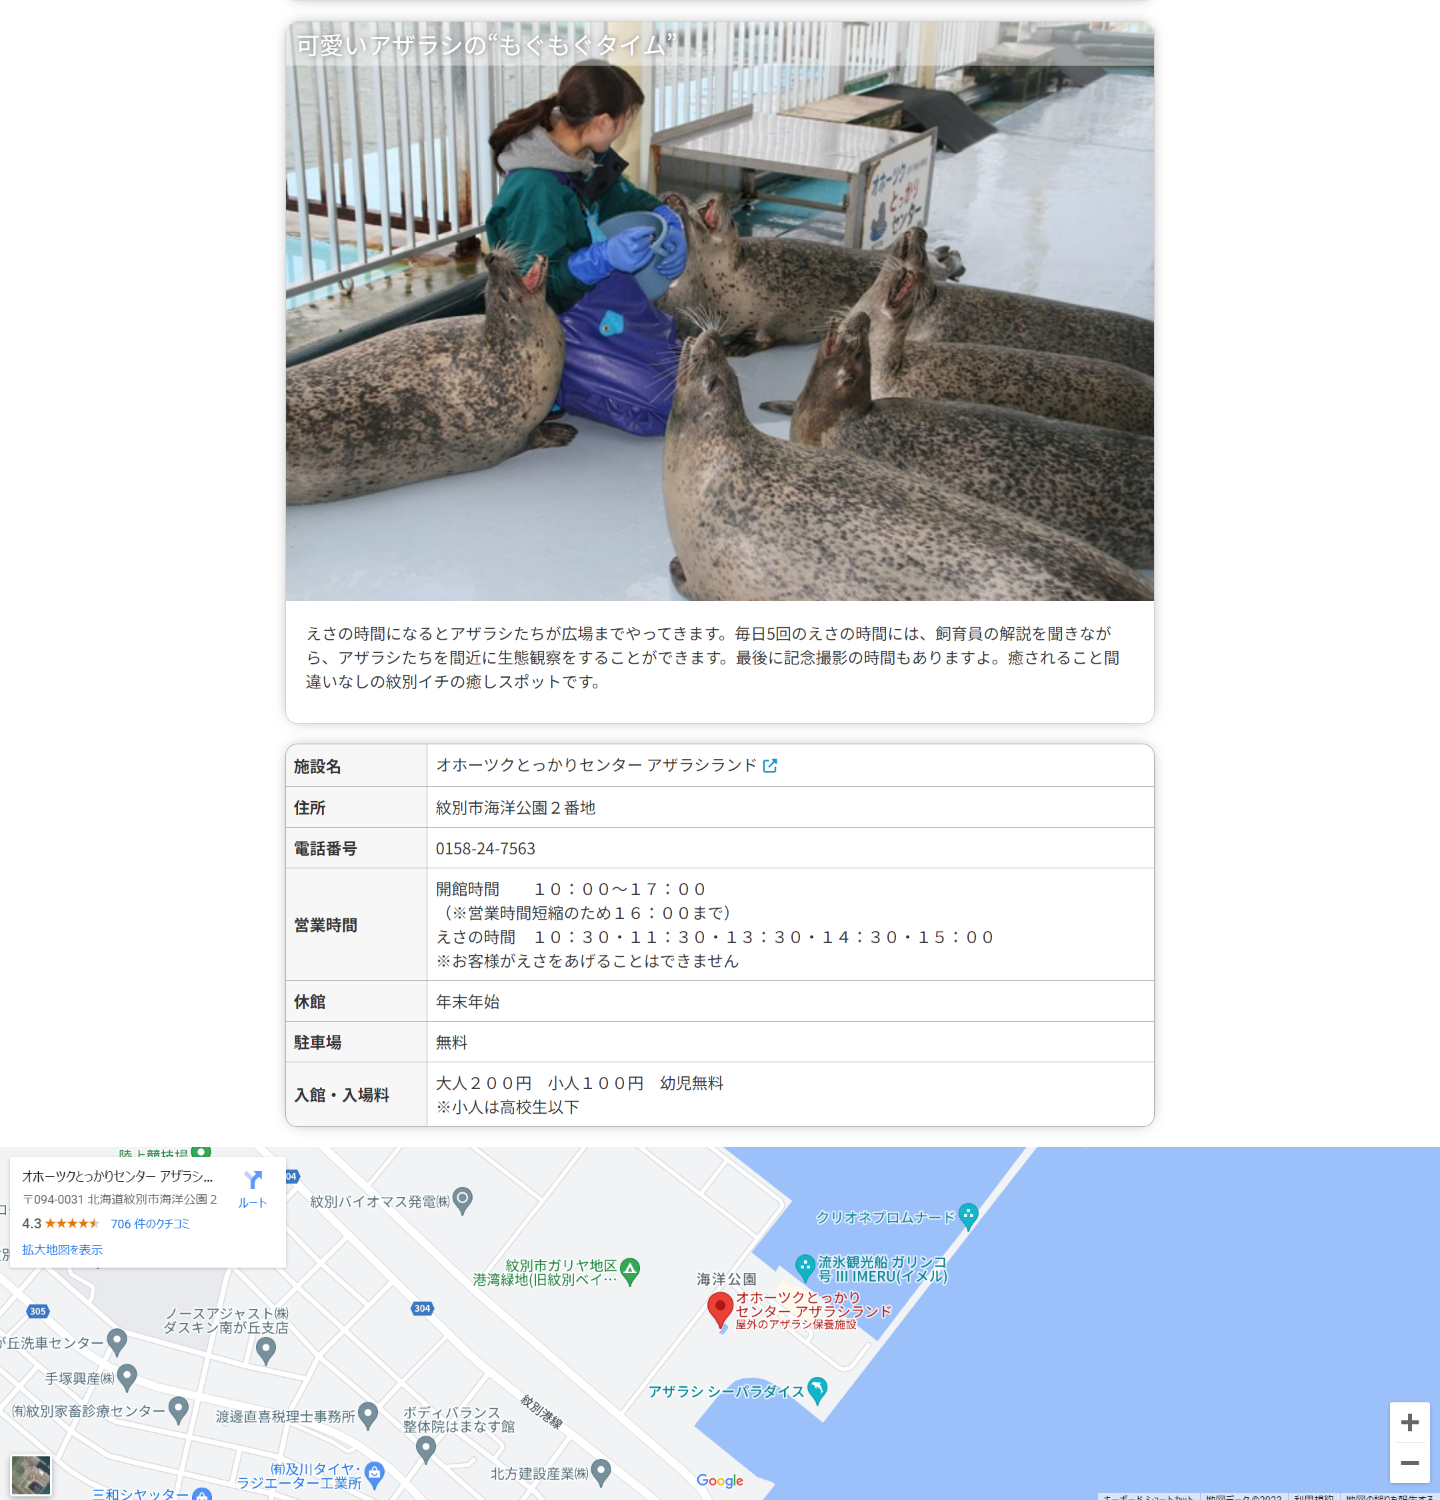 可愛いアザラシの“もぐもぐタイム”
オホーツク
とっかり
センター
えさの時間になるとアザラシたちが広場までやってきます。毎日5回のえさの時間には、飼育員の解説を聞きなが
ら、アザラシたちを間近に生態観察をすることができます。最後に記念撮影の時間もありますよ。癒されること間
違いなしの紋別イチの癒しスポットです。
施設名 オホーツクとっかりセンター アザラシランド
住所 紋別市海洋公園２番地
電話番号 0158-24-7563
営業時間
開館時間　　１０：００～１７：００
（※営業時間短縮のため１６：００まで）
えさの時間　１０：３０・１１：３０・１３：３０・１４：３０・１５：００
※お客様がえさをあげることはできません
休館 年末年始
駐車場 無料
入館・入場料
大人２００円　小人１００円　幼児無料
※小人は高校生以下
陸上競技場
オホーツクとっかりセンター アザラシ...
〒094-0031 北海道紋別市海洋公園２
4.3 706 件のクチコミ
拡大地図を表示
ルート
04
紋別バイオマス発電㈱
クリオネプロムナード
紋別市ガリヤ地区
港湾緑地(旧紋別ベイ…
流氷観光船 ガリンコ
号 III IMERU(イメル)
海洋公園
オホーツクとっかり
センター アザラシランド
屋外のアザラシ保養施設
305
304
ノースアジャスト㈱
ダスキン南が丘支店
が丘洗車センター
手塚興産㈱
アザラシ シーパラダイス
㈲紋別家畜診療センター
渡邊直喜税理士事務所
ボディバランス
整体院はまなす館
紋別港線
㈲及川タイヤ・
ラジエーター工業所
北方建設産業㈱
三和シヤッター
Google
キーボード ショートカット
地図データ ©2023
利用規約
地図の誤りを報告する